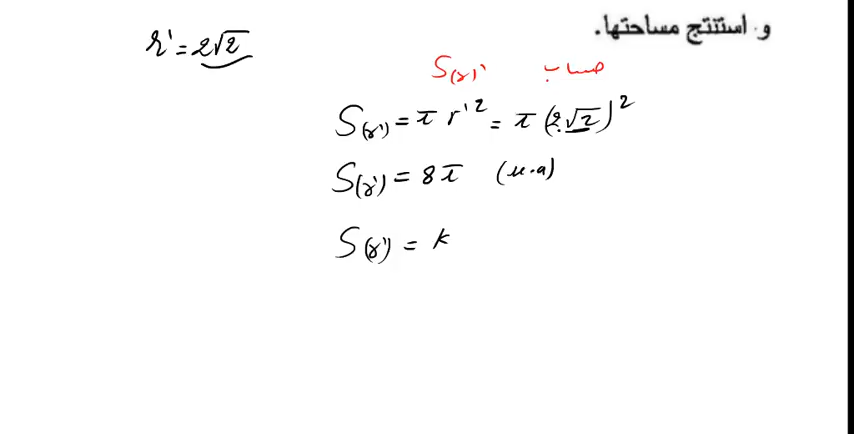 و استنتج مساحتها.
r' = 2√2
حساب S(γ)'
S(γ') = π r'² = π (2√2)²
S(γ') = 8π (u.a)
S(γ') = k